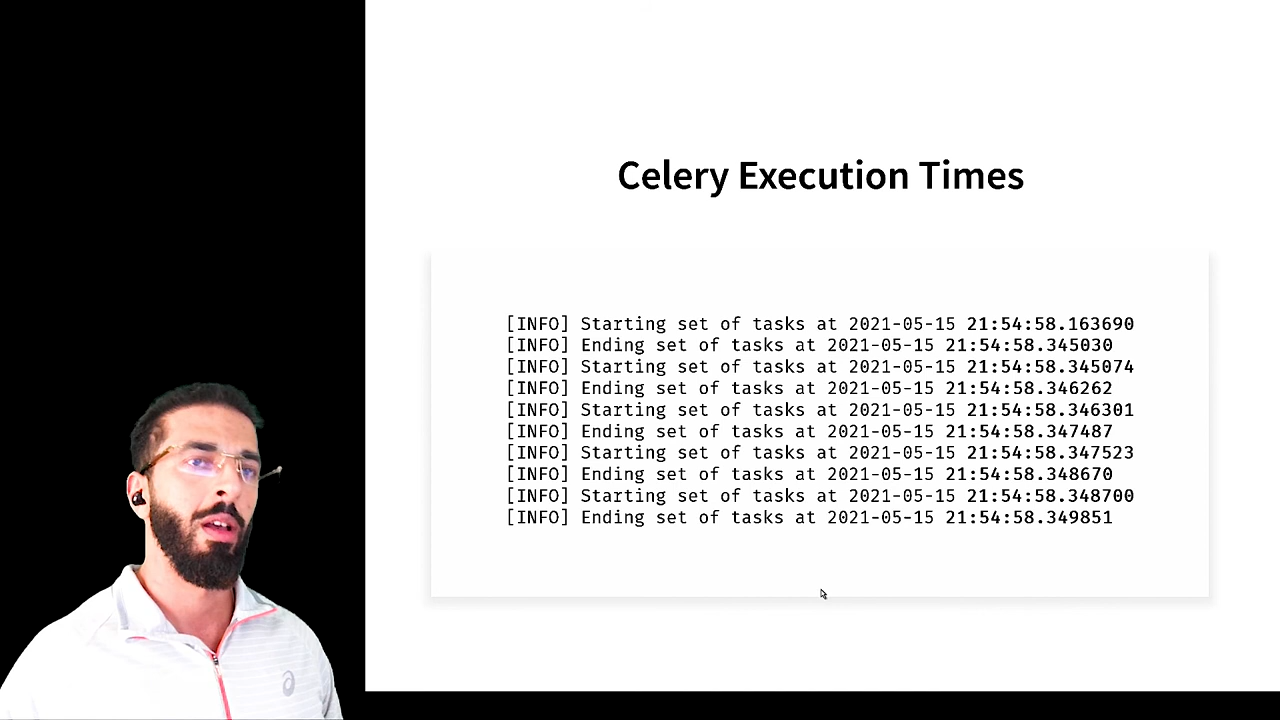 Celery Execution Times
[INFO] Starting set of tasks at 2021-05-15 21:54:58.163690
[INFO] Ending set of tasks at 2021-05-15 21:54:58.345030
[INFO] Starting set of tasks at 2021-05-15 21:54:58.345074
[INFO] Ending set of tasks at 2021-05-15 21:54:58.346262
[INFO] Starting set of tasks at 2021-05-15 21:54:58.346301
[INFO] Ending set of tasks at 2021-05-15 21:54:58.347487
[INFO] Starting set of tasks at 2021-05-15 21:54:58.347523
[INFO] Ending set of tasks at 2021-05-15 21:54:58.348670
[INFO] Starting set of tasks at 2021-05-15 21:54:58.348700
[INFO] Ending set of tasks at 2021-05-15 21:54:58.349851